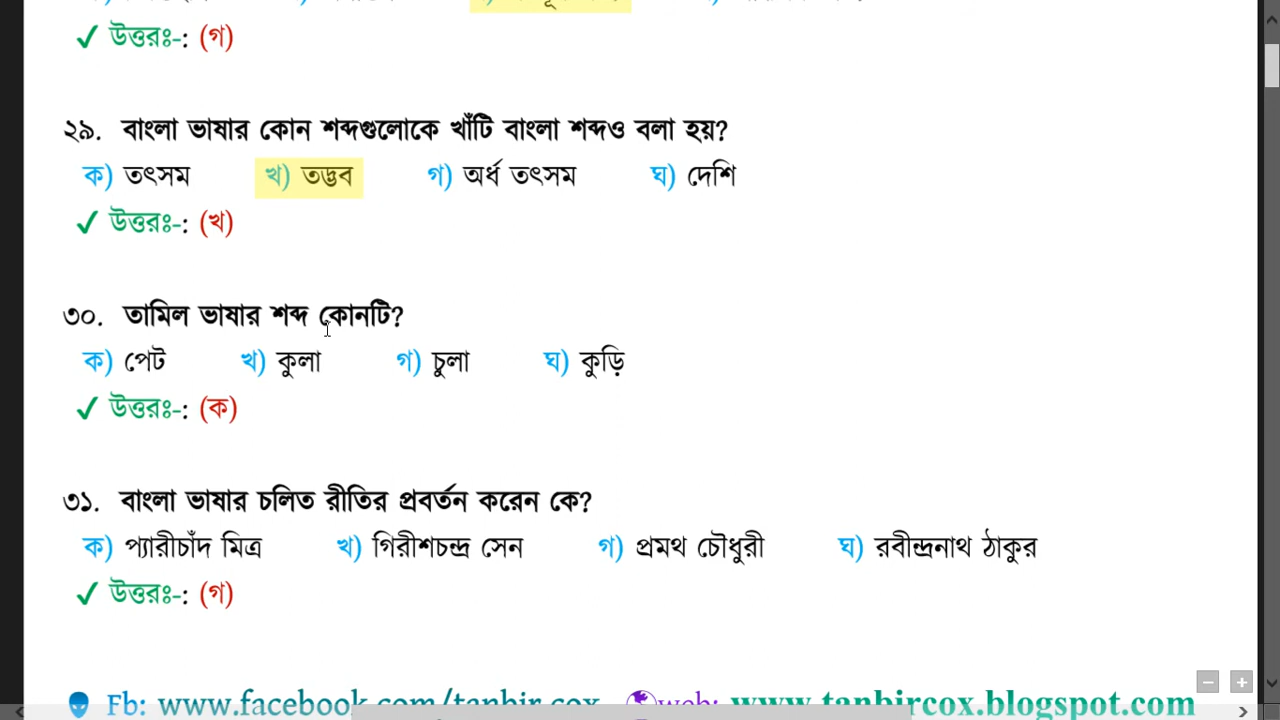 ✓ উত্তরঃ-: (গ)
২৯. বাংলা ভাষার কোন শব্দগুলোকে খাঁটি বাংলা শব্দও বলা হয়?
ক) তৎসম খ) তদ্ভব গ) অর্ধ তৎসম ঘ) দেশি
✓ উত্তরঃ-: (খ)
৩০. তামিল ভাষার শব্দ কোনটি?
ক) পেট খ) কুলা গ) চুলা ঘ) কুড়ি
✓ উত্তরঃ-: (ক)
৩১. বাংলা ভাষার চলিত রীতির প্রবর্তন করেন কে?
ক) প্যারীচাঁদ মিত্র খ) গিরীশচন্দ্র সেন গ) প্রমথ চৌধুরী ঘ) রবীন্দ্রনাথ ঠাকুর
✓ উত্তরঃ-: (গ)
Fb: www.facebook.com/tanbir.cox web: www.tanbircox.blogspot.com